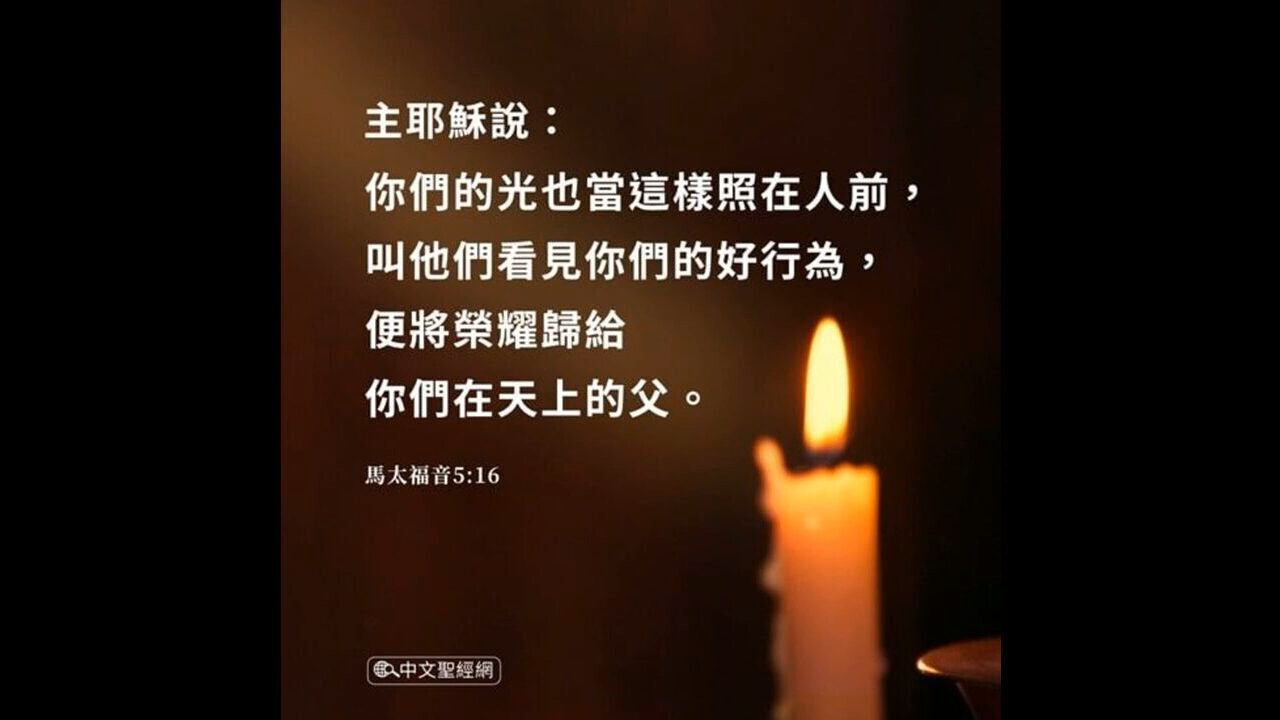 主耶穌說：
你們的光也當這樣照在人前，
叫他們看見你們的好行為，
便將榮耀歸給
你們在天上的父。
馬太福音5:16
中文聖經網